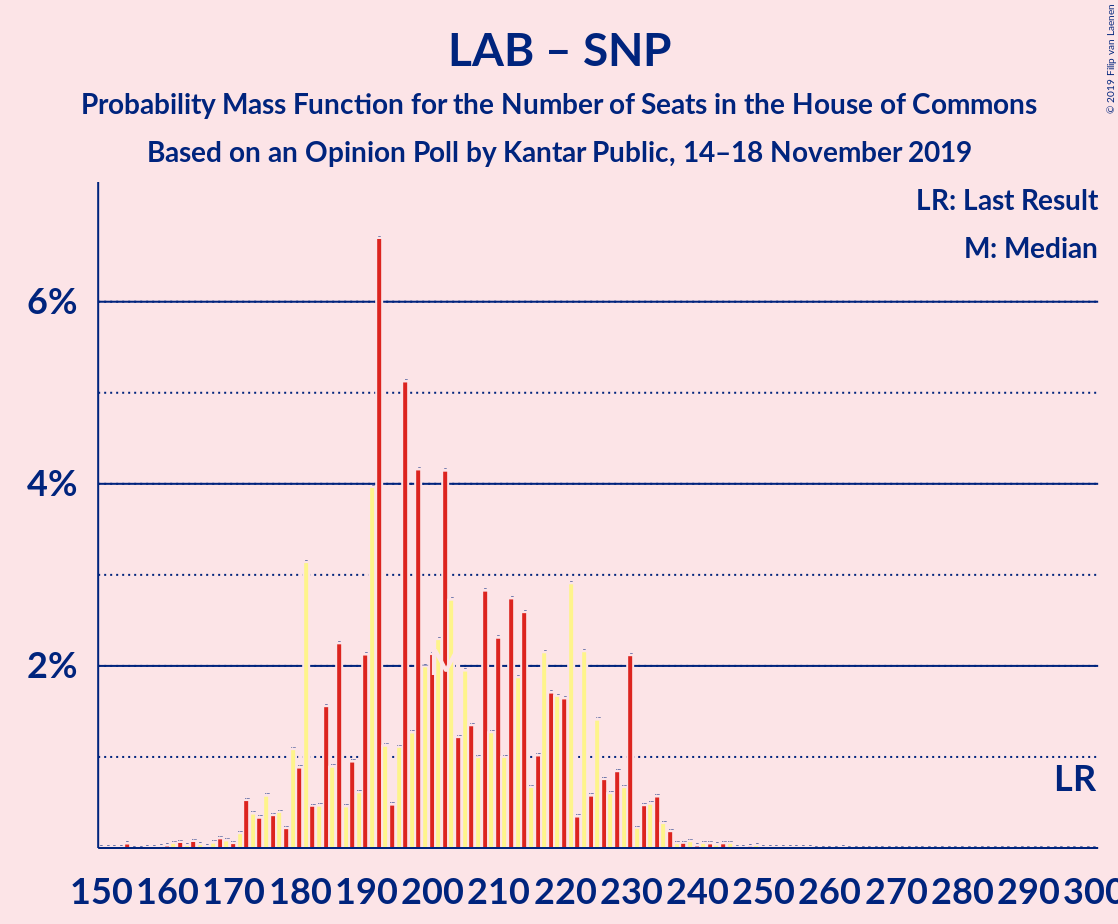 LAB – SNP
Probability Mass Function for the Number of Seats in the House of Commons
Based on an Opinion Poll by Kantar Public, 14–18 November 2019
© 2019 Filip van Laenen
LR: Last Result
M: Median
6%
4%
2%
M
LR
150 160 170 180 190 200 210 220 230 240 250 260 270 280 290 300